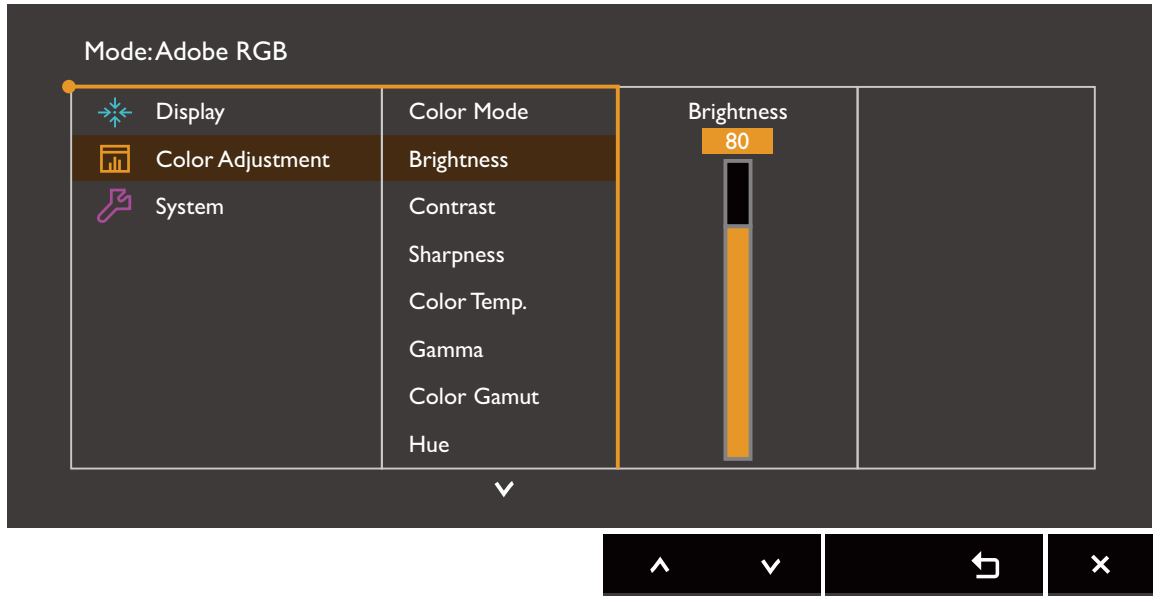 Mode: Adobe RGB
Display
Color Adjustment
System
Color Mode
Brightness
Contrast
Sharpness
Color Temp.
Gamma
Color Gamut
Hue
Brightness
80